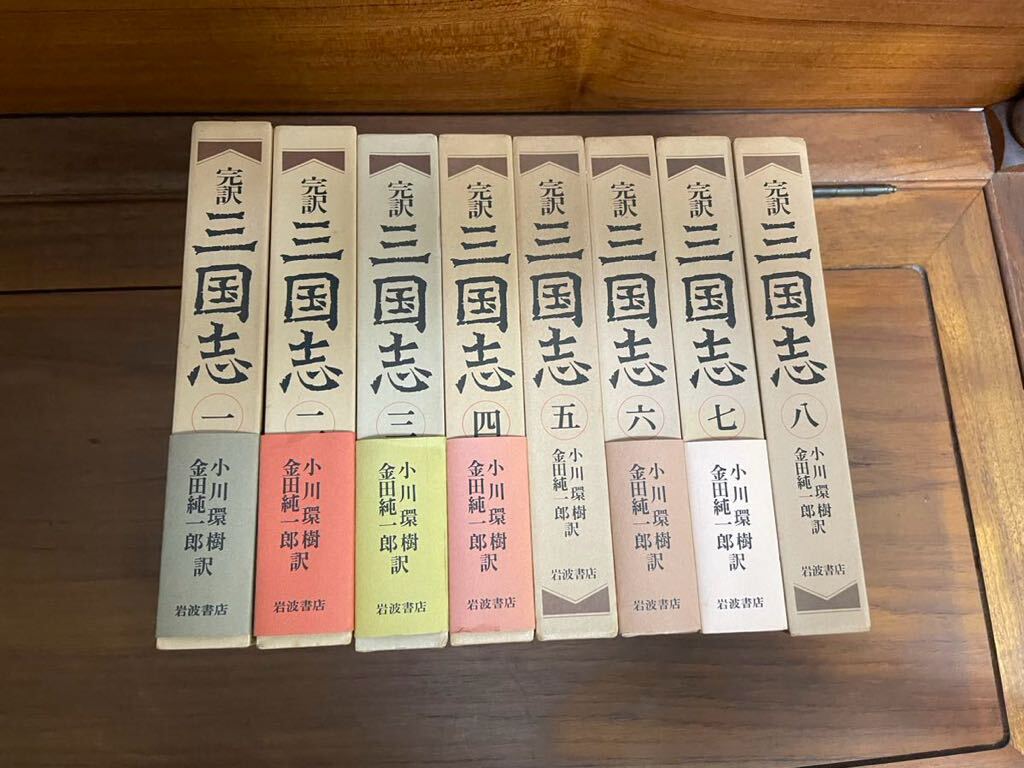 完訳
三国志
一
小川環樹
金田純一郎 訳
岩波書店
完訳
三国志
二
小川環樹
金田純一郎 訳
岩波書店
完訳
三国志
三
小川環樹
金田純一郎 訳
岩波書店
完訳
三国志
四
小川環樹
金田純一郎 訳
岩波書店
完訳
三国志
五
小川環樹
金田純一郎 訳
岩波書店
完訳
三国志
六
小川環樹
金田純一郎 訳
岩波書店
完訳
三国志
七
小川環樹
金田純一郎 訳
岩波書店
完訳
三国志
八
小川環樹
金田純一郎 訳
岩波書店